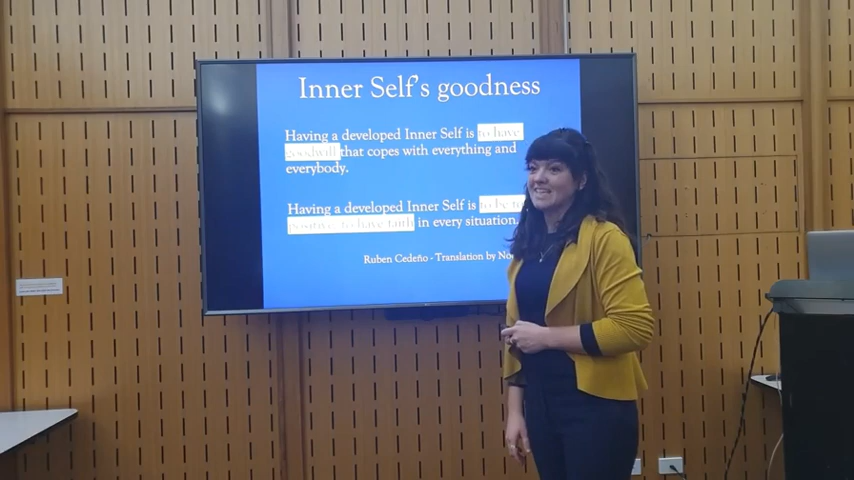 Inner Self's goodness
Having a developed Inner Self is to have
goodwill that copes with everything and
everybody.
Having a developed Inner Self is to be
positive, to have faith in every situation.
Ruben Cedeño - Translation by